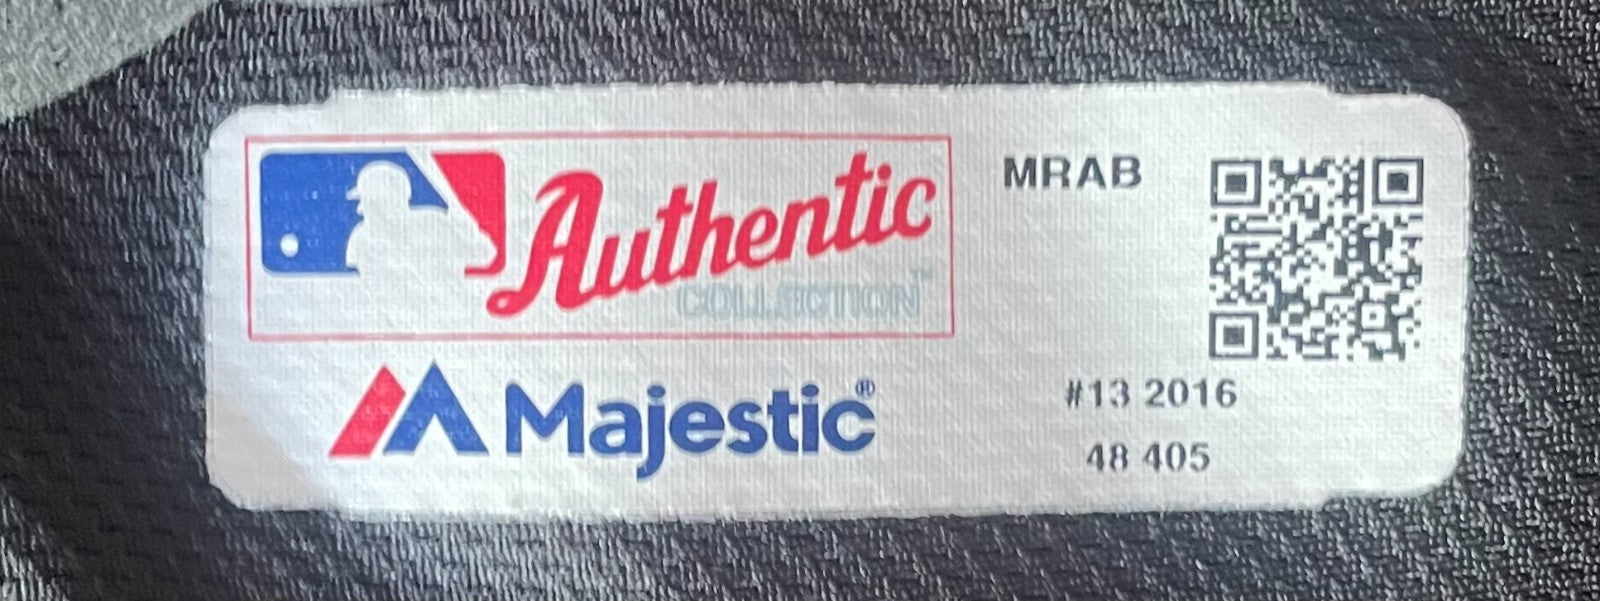 Authentic
COLLECTION™
Majestic®
MRAB
#13 2016
48 405